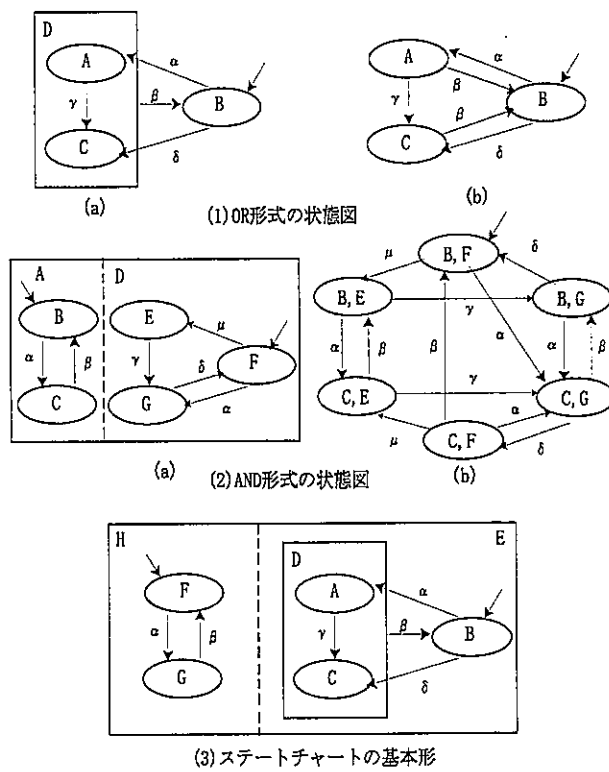 D
A
α
γ
β
B
C
δ
(a)
A
α
β
γ
β
B
C
δ
(b)
(1)OR形式の状態図
A
D
B
E
μ
α
β
γ
δ
F
C
G
α
(a)
B,F
μ
δ
B,E
B,G
γ
α
α
β
β
α
β
C,E
γ
C,G
α
μ
C,F
δ
(b)
(2)AND形式の状態図
H
E
D
F
A
α
α
β
γ
β
B
G
C
δ
(3)ステートチャートの基本形